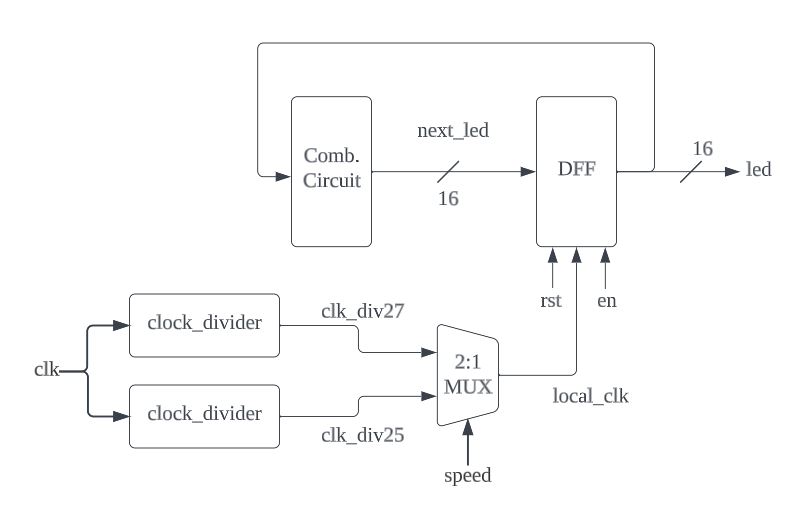 next_led
16
Comb.
Circuit
DFF
16
led
rst
en
clk
clock_divider
clk_div27
clock_divider
clk_div25
2:1
MUX
local_clk
speed